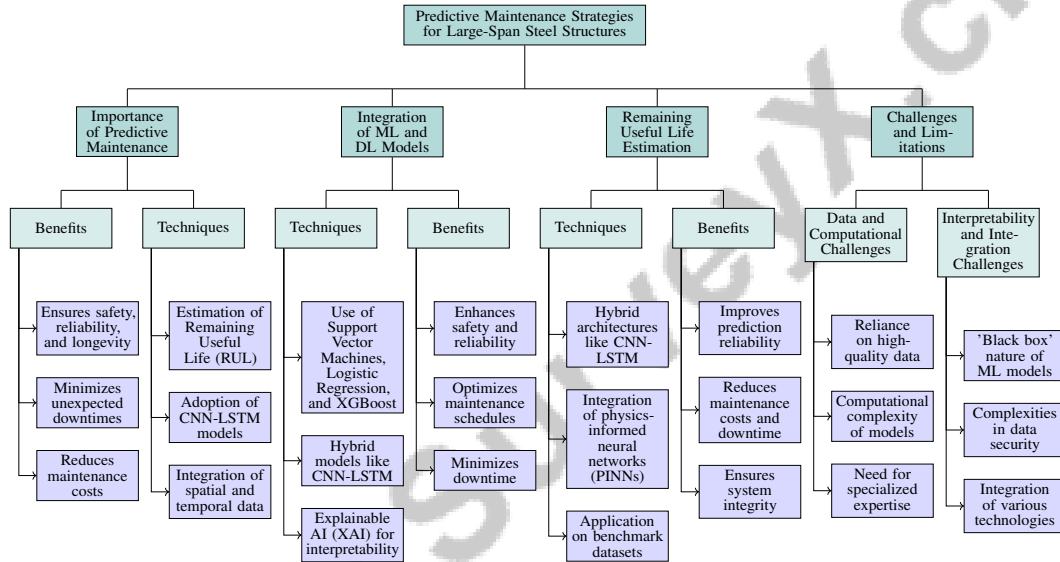 Predictive Maintenance Strategies
for Large-Span Steel Structures
Importance
of Predictive
Maintenance
Integration
of ML and
DL Models
Remaining
Useful Life
Estimation
Challenges
and Lim-
itations
Benefits
Techniques
Techniques
Benefits
Techniques
Benefits
Data and
Computational
Challenges
Interpretability
and Inte-
gration
Challenges
Ensures safety,
reliability,
and longevity
Minimizes
unexpected
downtimes
Reduces
maintenance
costs
Estimation of
Remaining
Useful
Life (RUL)
Adoption of
CNN-LSTM
models
Integration of
spatial and
temporal data
Use of
Support
Vector
Machines,
Logistic
Regression,
and XGBoost
Hybrid
models like
CNN-LSTM
Explainable
AI (XAI) for
interpretability
Enhances
safety and
reliability
Optimizes
maintenance
schedules
Minimizes
downtime
Hybrid
architectures
like CNN-
LSTM
Integration
of physics-
informed
neural
networks
(PINNs)
Application
on benchmark
datasets
Improves
prediction
reliability
Reduces
maintenance
costs and
downtime
Ensures
system
integrity
Reliance
on high-
quality data
Computational
complexity
of models
Need for
specialized
expertise
'Black box'
nature of
ML models
Complexities
in data
security
Integration
of various
technologies